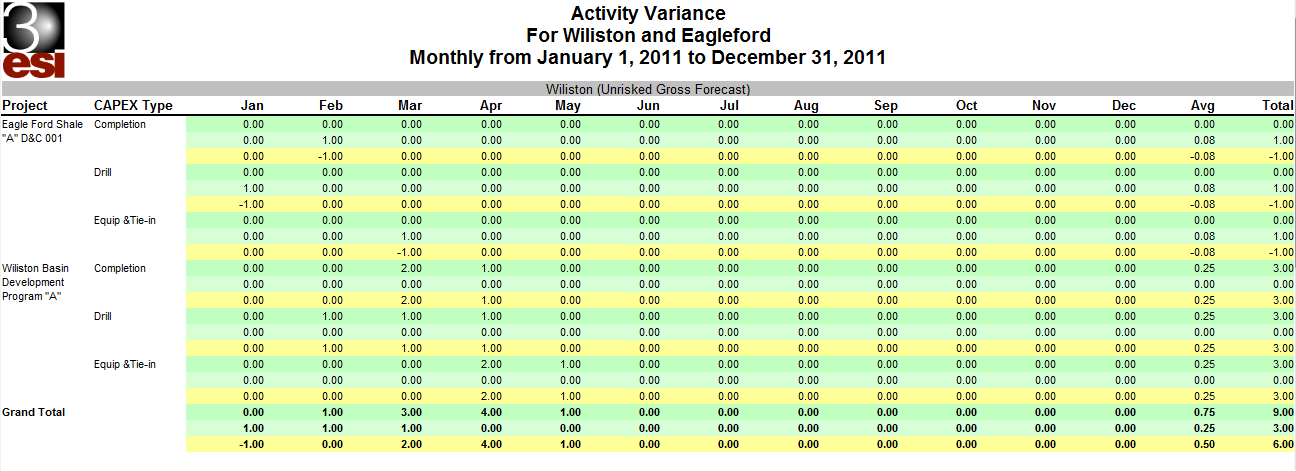 3
esi
Activity Variance
For Wiliston and Eagleford
Monthly from January 1, 2011 to December 31, 2011
Wiliston (Unrisked Gross Forecast)
Project CAPEX Type Jan Feb Mar Apr May Jun Jul Aug Sep Oct Nov Dec Avg Total
Eagle Ford Shale Completion 0.00 0.00 0.00 0.00 0.00 0.00 0.00 0.00 0.00 0.00 0.00 0.00 0.00 0.00
"A" D&C 001 0.00 1.00 0.00 0.00 0.00 0.00 0.00 0.00 0.00 0.00 0.00 0.00 0.08 1.00
0.00 -1.00 0.00 0.00 0.00 0.00 0.00 0.00 0.00 0.00 0.00 0.00 -0.08 -1.00
Drill 0.00 0.00 0.00 0.00 0.00 0.00 0.00 0.00 0.00 0.00 0.00 0.00 0.00 0.00
1.00 0.00 0.00 0.00 0.00 0.00 0.00 0.00 0.00 0.00 0.00 0.00 0.08 1.00
-1.00 0.00 0.00 0.00 0.00 0.00 0.00 0.00 0.00 0.00 0.00 0.00 -0.08 -1.00
Equip &Tie-in 0.00 0.00 0.00 0.00 0.00 0.00 0.00 0.00 0.00 0.00 0.00 0.00 0.00 0.00
0.00 0.00 1.00 0.00 0.00 0.00 0.00 0.00 0.00 0.00 0.00 0.00 0.08 1.00
0.00 0.00 -1.00 0.00 0.00 0.00 0.00 0.00 0.00 0.00 0.00 0.00 -0.08 -1.00
Wiliston Basin Completion 0.00 0.00 2.00 1.00 0.00 0.00 0.00 0.00 0.00 0.00 0.00 0.00 0.25 3.00
Development 0.00 0.00 0.00 0.00 0.00 0.00 0.00 0.00 0.00 0.00 0.00 0.00 0.00 0.00
Program "A" 0.00 0.00 2.00 1.00 0.00 0.00 0.00 0.00 0.00 0.00 0.00 0.00 0.25 3.00
Drill 0.00 1.00 1.00 1.00 0.00 0.00 0.00 0.00 0.00 0.00 0.00 0.00 0.25 3.00
0.00 0.00 0.00 0.00 0.00 0.00 0.00 0.00 0.00 0.00 0.00 0.00 0.00 0.00
0.00 1.00 1.00 1.00 0.00 0.00 0.00 0.00 0.00 0.00 0.00 0.00 0.25 3.00
Equip &Tie-in 0.00 0.00 0.00 2.00 1.00 0.00 0.00 0.00 0.00 0.00 0.00 0.00 0.25 3.00
0.00 0.00 0.00 0.00 0.00 0.00 0.00 0.00 0.00 0.00 0.00 0.00 0.00 0.00
0.00 0.00 0.00 2.00 1.00 0.00 0.00 0.00 0.00 0.00 0.00 0.00 0.25 3.00
Grand Total 0.00 1.00 3.00 4.00 1.00 0.00 0.00 0.00 0.00 0.00 0.00 0.00 0.75 9.00
1.00 1.00 1.00 0.00 0.00 0.00 0.00 0.00 0.00 0.00 0.00 0.00 0.25 3.00
-1.00 0.00 2.00 4.00 1.00 0.00 0.00 0.00 0.00 0.00 0.00 0.00 0.50 6.00